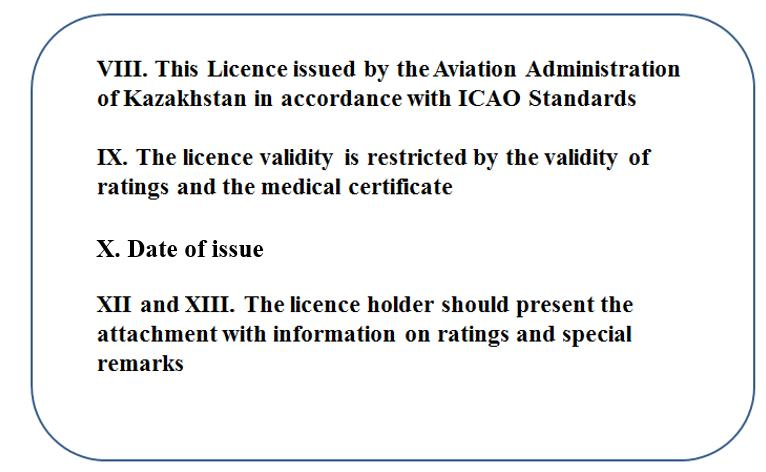 VIII. This Licence issued by the Aviation Administration
of Kazakhstan in accordance with ICAO Standards
IX. The licence validity is restricted by the validity of
ratings and the medical certificate
X. Date of issue
XII and XIII. The licence holder should present the
attachment with information on ratings and special
remarks